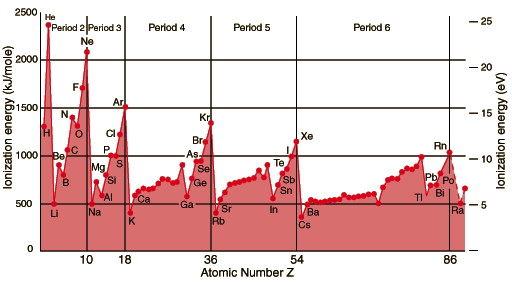 He
2500
Period 2
Period 3
Period 4
Period 5
Period 6
25
Ne
2000
20
F
Ar
1500
N
Kr
15
H
O
Cl
Br
Xe
C
P
S
As
Se
I
Rn
1000
10
Be
Mg
Si
Ge
Te
Sb
Sn
Pb
Po
Bi
B
Al
Ca
Ga
Sr
In
Tl
500
5
Li
Na
K
Rb
Cs
Ba
Ra
0
10
18
36
54
86
Atomic Number Z
Ionization energy (kJ/mole)
Ionization energy (eV)